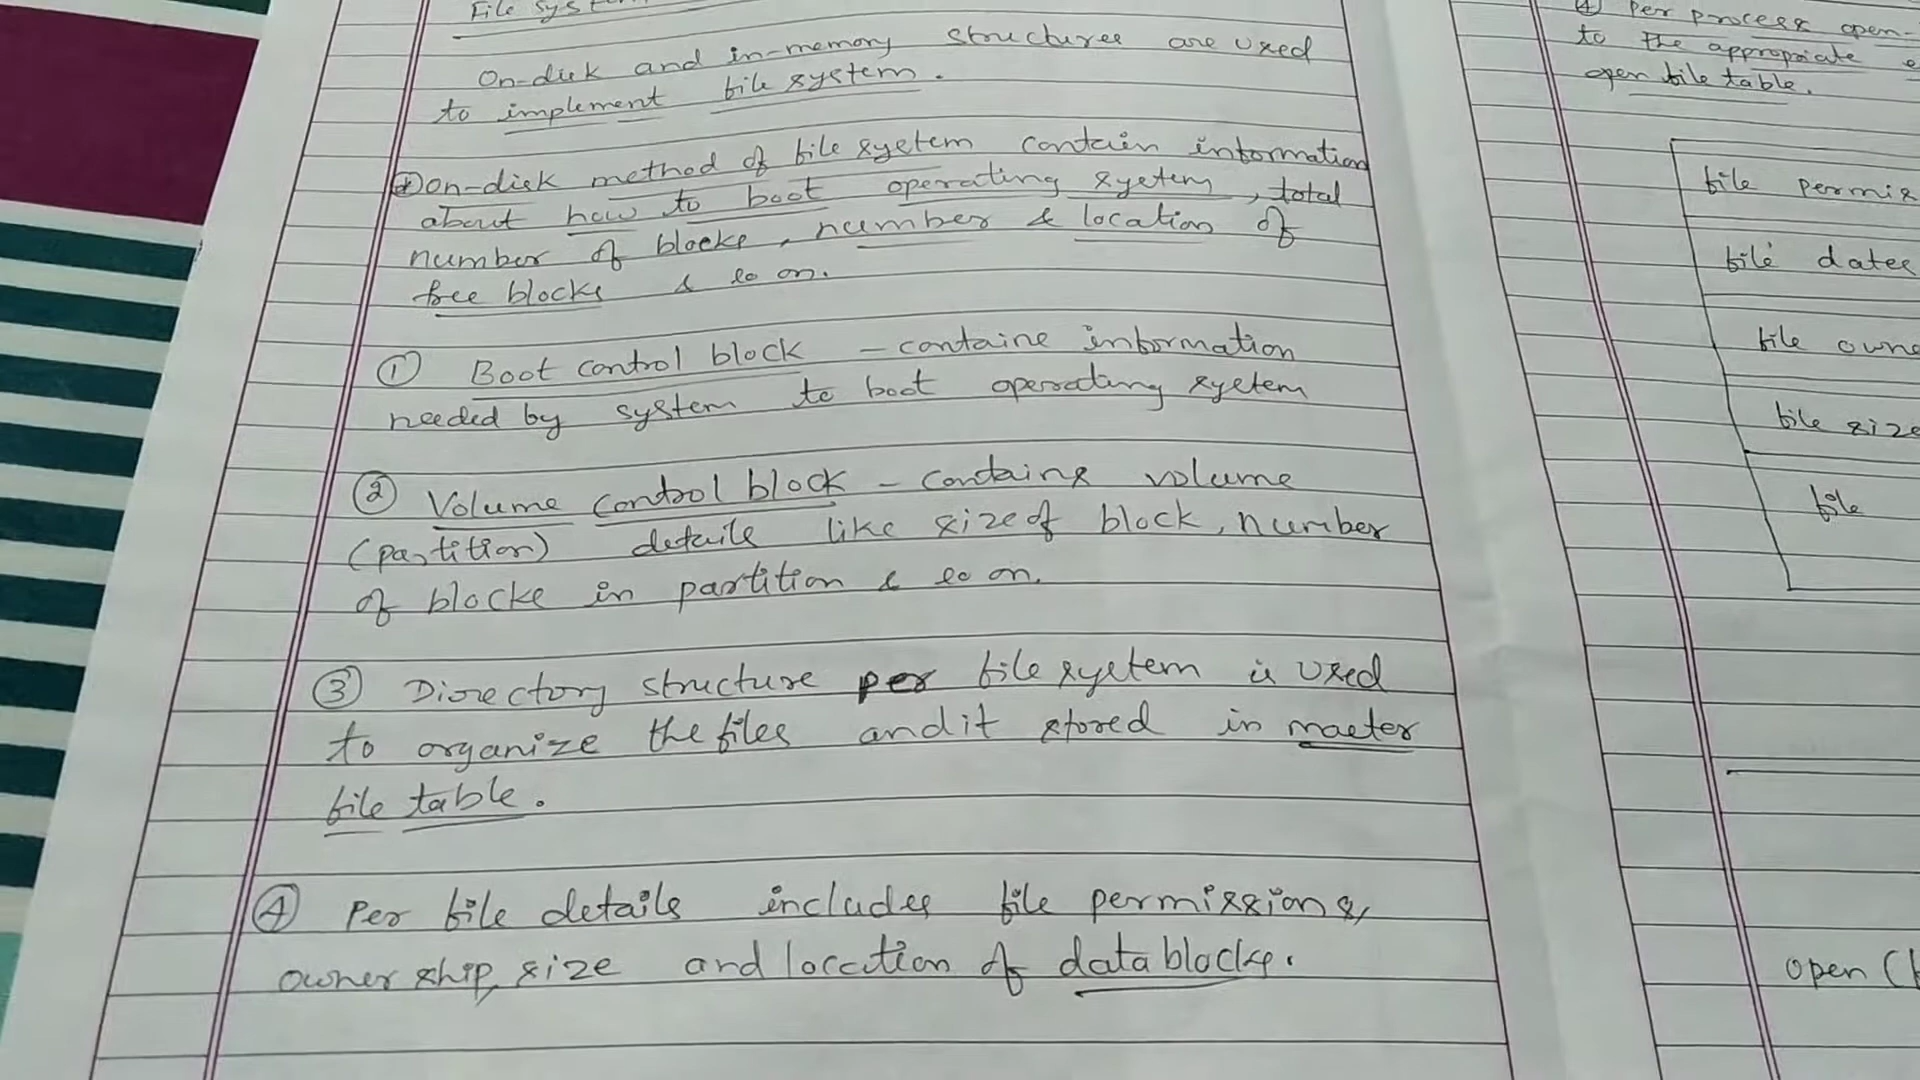 File system
On-disk and in-memory structures are used
to implement file system.
On-disk method of file system contain information
about how to boot operating system, total
number of blocks, number & location of
free blocks & so on.
① Boot control block - contains information
needed by system to boot operating system
② Volume control block - contains volume
(partition) details like size of block, number
of blocks in partition & so on.
③ Directory structure per file system is used
to organize the files and it stored in master
file table.
④ Per file details includes file permissions,
ownership, size and location of data blocks.
4) Per process open-
to the appropriate
open file table.
file permis
file dates
file owne
file size
file
open (